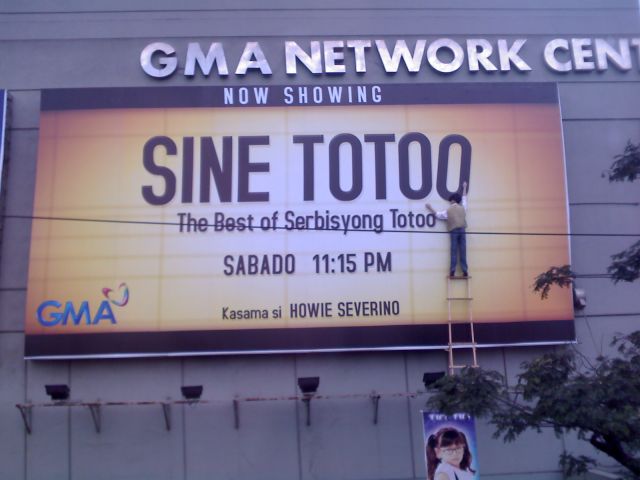 GMA NETWORK CENT
NOW SHOWING
SINE TOTOO
The Best of Serbisyong Totoo
SABADO 11:15 PM
Kasama si HOWIE SEVERINO
GMA